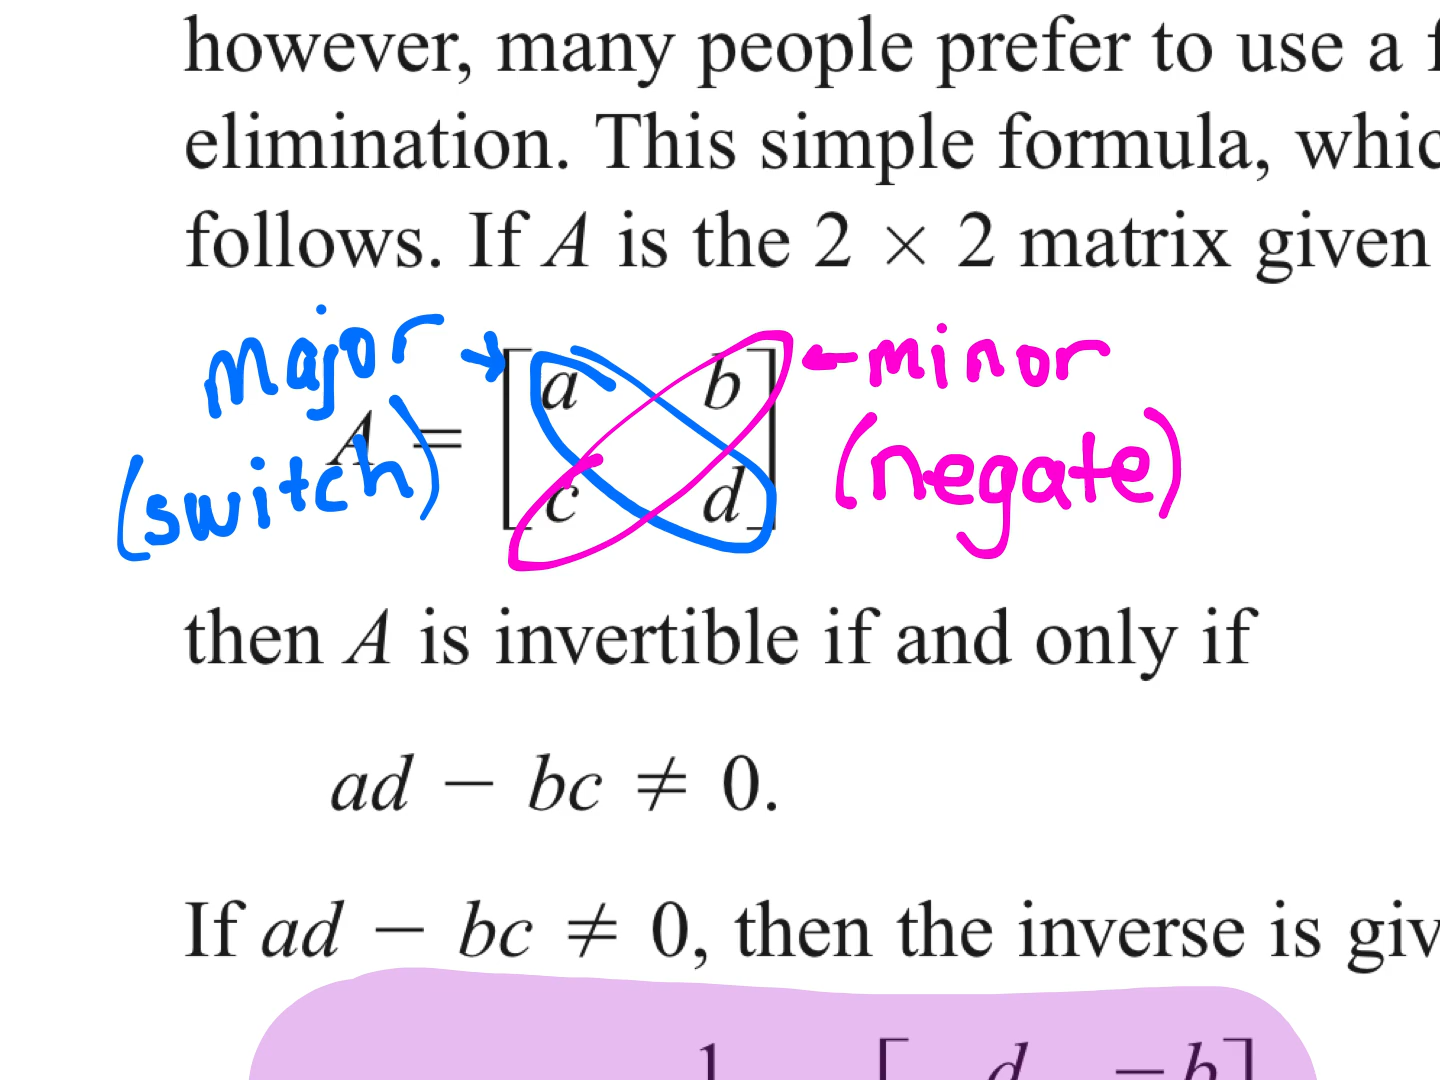 however, many people prefer to use a
elimination. This simple formula,
follows. If A is the 2 × 2 matrix given
major → [a b] ← minor
(switch) A = [c d] (negate)
then A is invertible if and only if
ad − bc ≠ 0.
If ad − bc ≠ 0, then the inverse is
1 [ d −b]